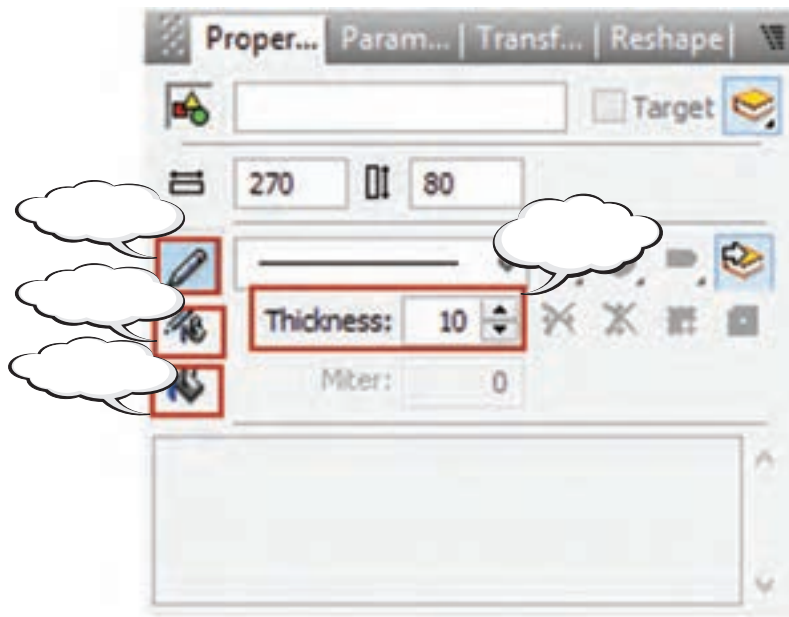 Proper... Param... | Transf... | Reshape |
Target
270 80
Thickness: 10
Miter: 0